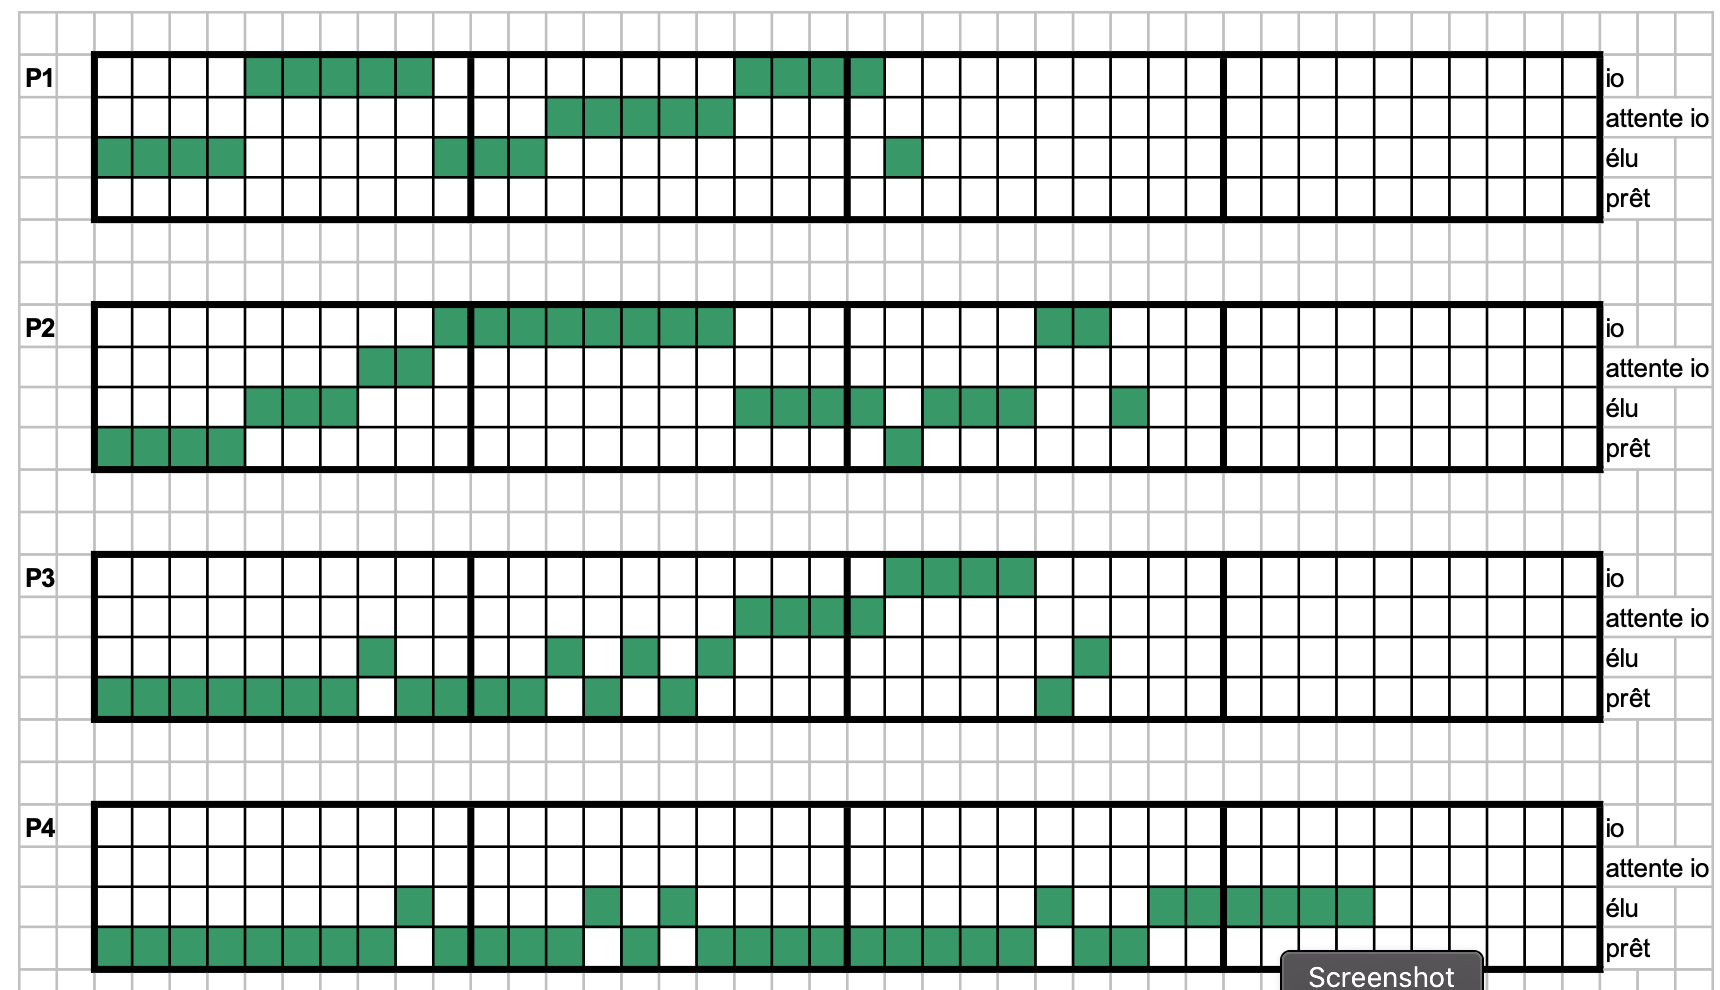 P1 io
attente io
élu
prêt
P2 io
attente io
élu
prêt
P3 io
attente io
élu
prêt
P4 io
attente io
élu
prêt
Screenshot